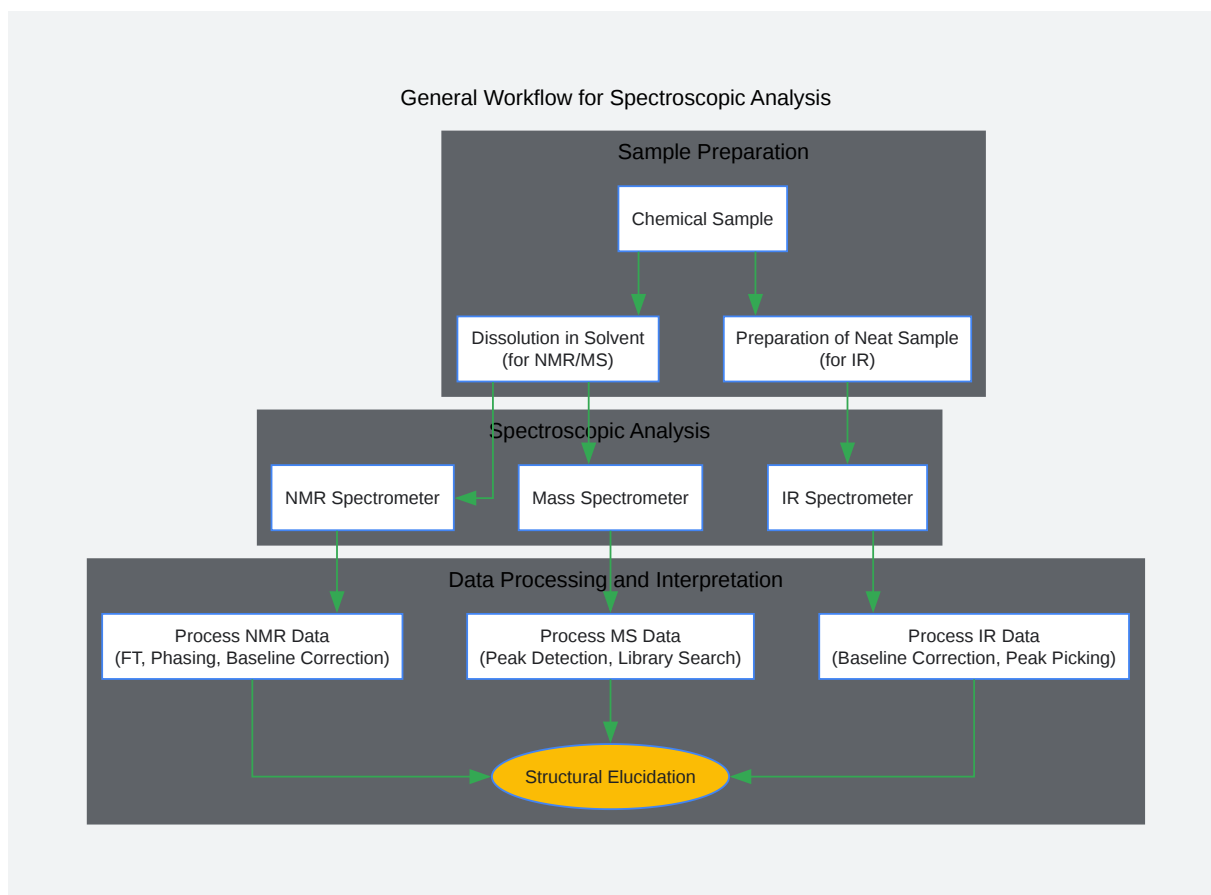 General Workflow for Spectroscopic Analysis
Sample Preparation
Chemical Sample
Dissolution in Solvent
(for NMR/MS)
Preparation of Neat Sample
(for IR)
Spectroscopic Analysis
NMR Spectrometer
Mass Spectrometer
IR Spectrometer
Data Processing and Interpretation
Process NMR Data
(FT, Phasing, Baseline Correction)
Process MS Data
(Peak Detection, Library Search)
Process IR Data
(Baseline Correction, Peak Picking)
Structural Elucidation